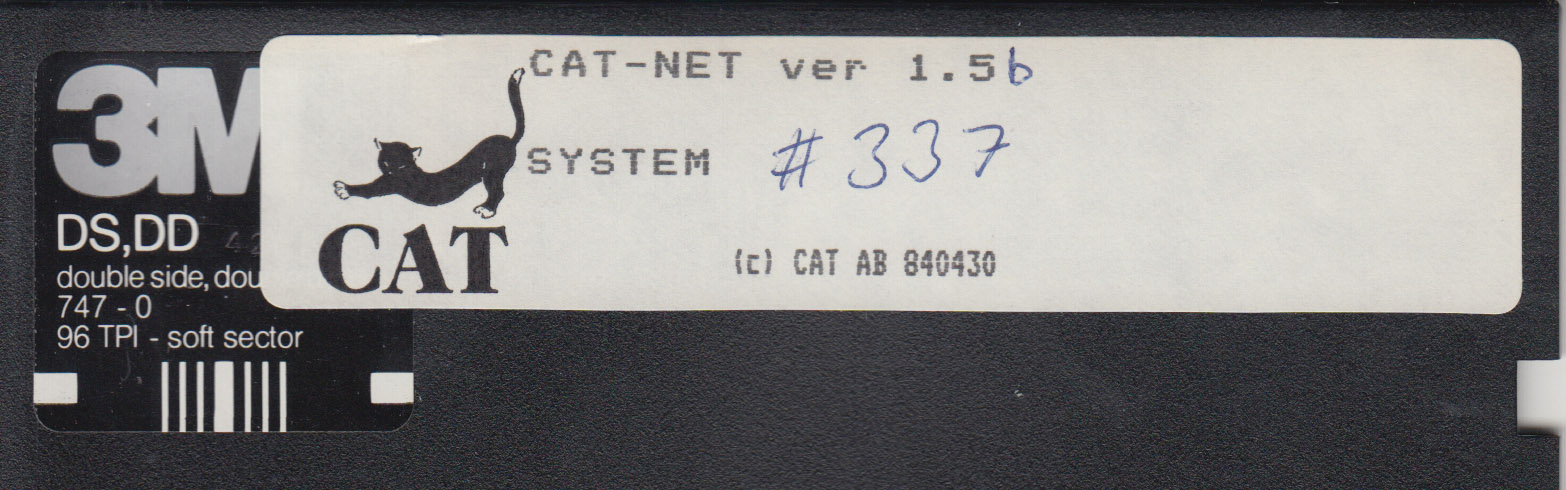 3M
DS,DD
double side, dou
747 - 0
96 TPI - soft sector
CAT-NET ver 1.5b
SYSTEM #337
CAT
(c) CAT AB 840430